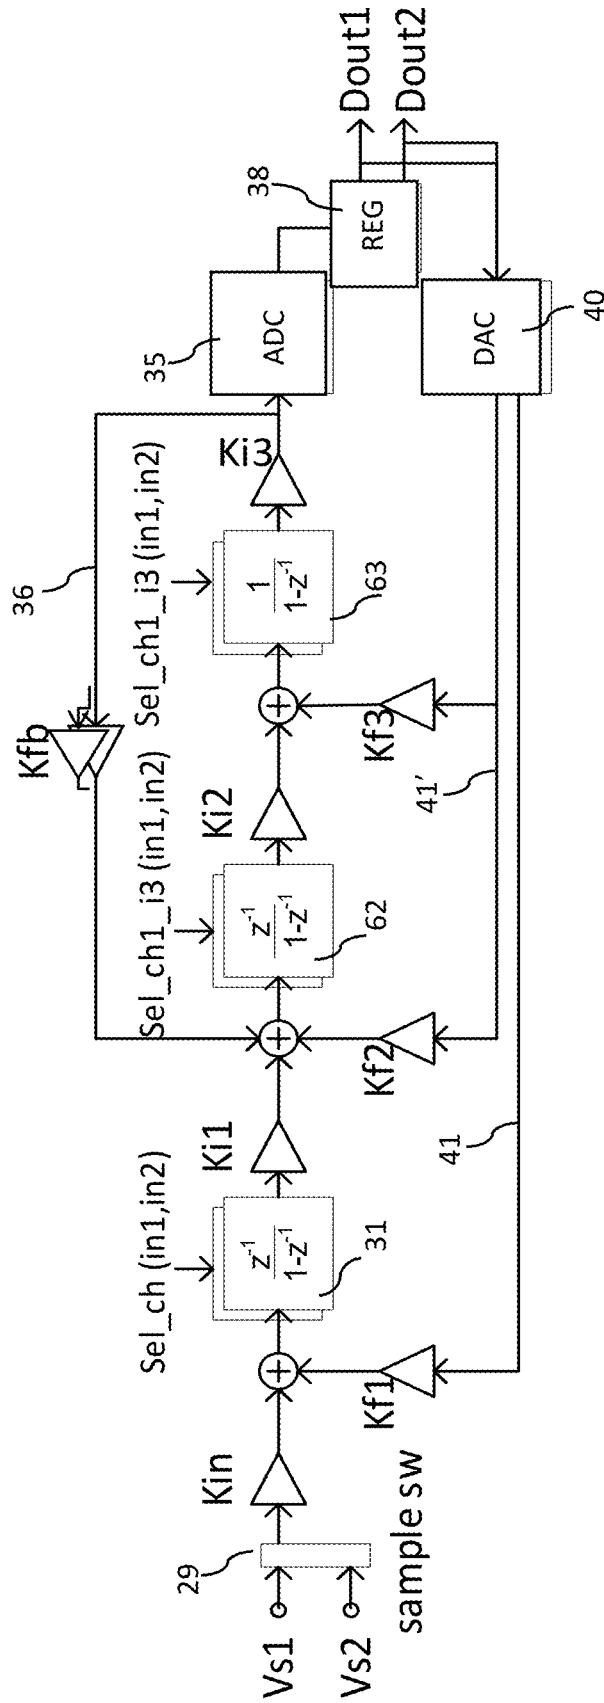 Vs1
Vs2
29
sample sw
Kin
Kf1
Sel_ch (in1,in2)
z⁻¹
1-z⁻¹
31
Ki1
41
Kfb
36
Kf2
Sel_ch1_i3 (in1,in2)
z⁻¹
1-z⁻¹
62
Ki2
Kf3
41'
Sel_ch1_i3 (in1,in2)
1
1-z⁻¹
63
Ki3
35
ADC
38
REG
DAC
40
Dout1
Dout2